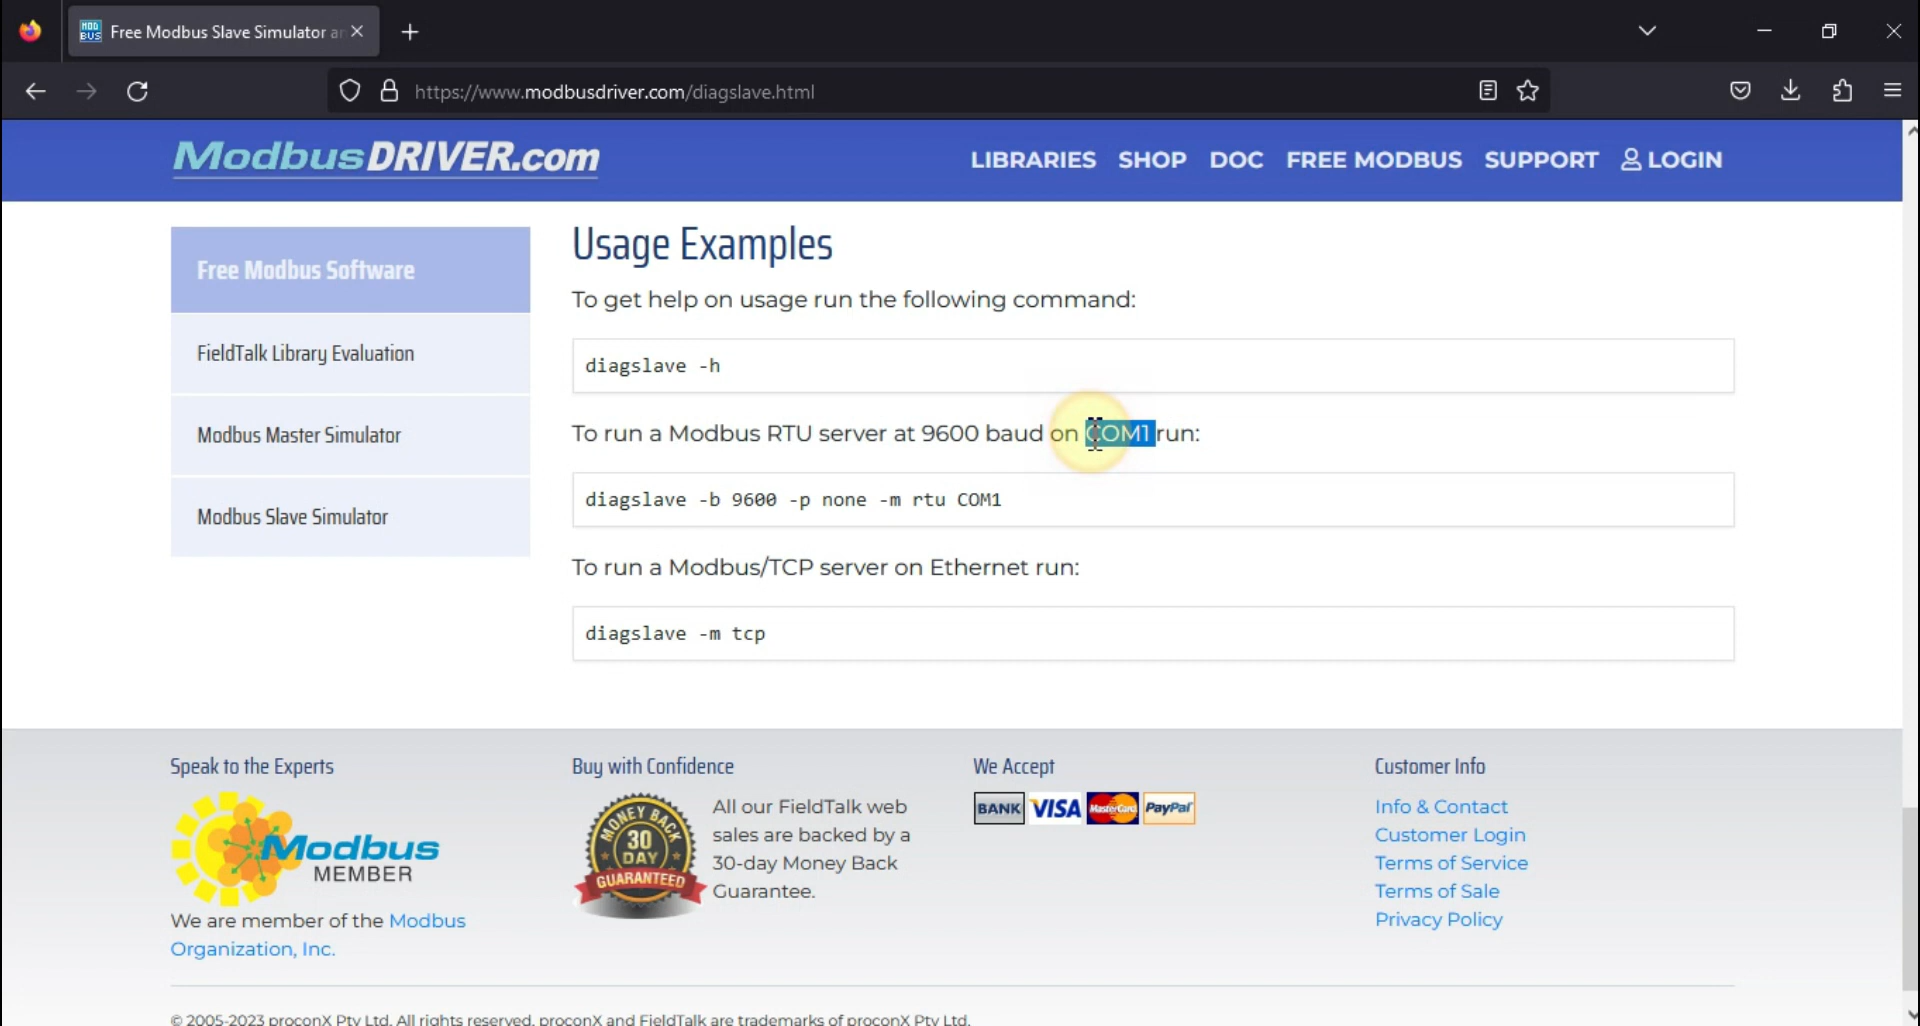 MOD
BUS
Free Modbus Slave Simulator an
https://www.modbusdriver.com/diagslave.html
ModbusDRIVER.com
LIBRARIES SHOP DOC FREE MODBUS SUPPORT LOGIN
Free Modbus Software
FieldTalk Library Evaluation
Modbus Master Simulator
Modbus Slave Simulator
Usage Examples
To get help on usage run the following command:
diagslave -h
To run a Modbus RTU server at 9600 baud on COM1 run:
diagslave -b 9600 -p none -m rtu COM1
To run a Modbus/TCP server on Ethernet run:
diagslave -m tcp
Speak to the Experts
Modbus
MEMBER
We are member of the Modbus
Organization, Inc.
Buy with Confidence
MONEY BACK
30
DAY
GUARANTEED
All our FieldTalk web
sales are backed by a
30-day Money Back
Guarantee.
We Accept
BANK VISA MasterCard PayPal
Customer Info
Info & Contact
Customer Login
Terms of Service
Terms of Sale
Privacy Policy
© 2005-2023 proconX Pty Ltd. All rights reserved. proconX and FieldTalk are trademarks of proconX Pty Ltd.